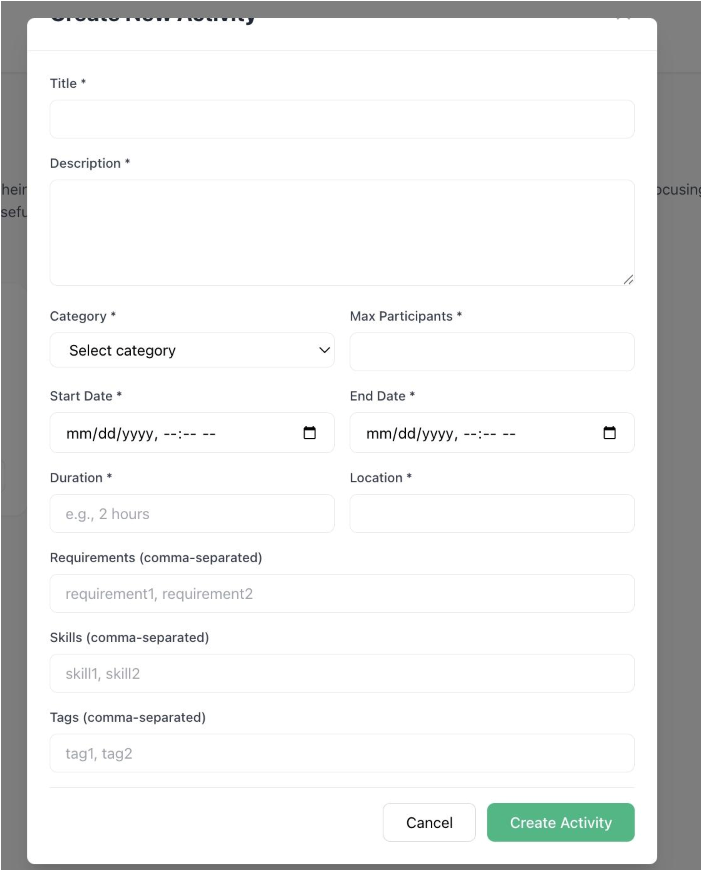 Create New Activity
Title *
Description *
heir
ocusing
sefu
Category *
Max Participants *
Select category
Start Date *
End Date *
mm/dd/yyyy, --:-- --
mm/dd/yyyy, --:-- --
Duration *
Location *
e.g., 2 hours
Requirements (comma-separated)
requirement1, requirement2
Skills (comma-separated)
skill1, skill2
Tags (comma-separated)
tag1, tag2
Cancel
Create Activity